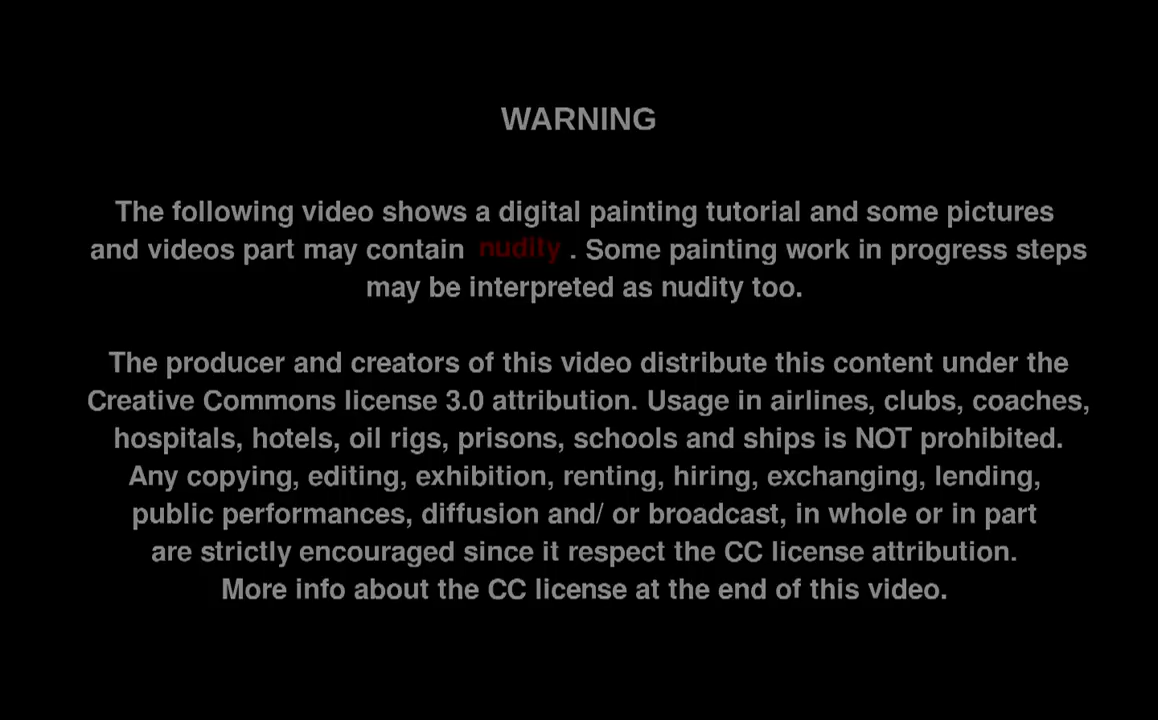 WARNING
The following video shows a digital painting tutorial and some pictures
and videos part may contain nudity . Some painting work in progress steps
may be interpreted as nudity too.
The producer and creators of this video distribute this content under the
Creative Commons license 3.0 attribution. Usage in airlines, clubs, coaches,
hospitals, hotels, oil rigs, prisons, schools and ships is NOT prohibited.
Any copying, editing, exhibition, renting, hiring, exchanging, lending,
public performances, diffusion and/ or broadcast, in whole or in part
are strictly encouraged since it respect the CC license attribution.
More info about the CC license at the end of this video.